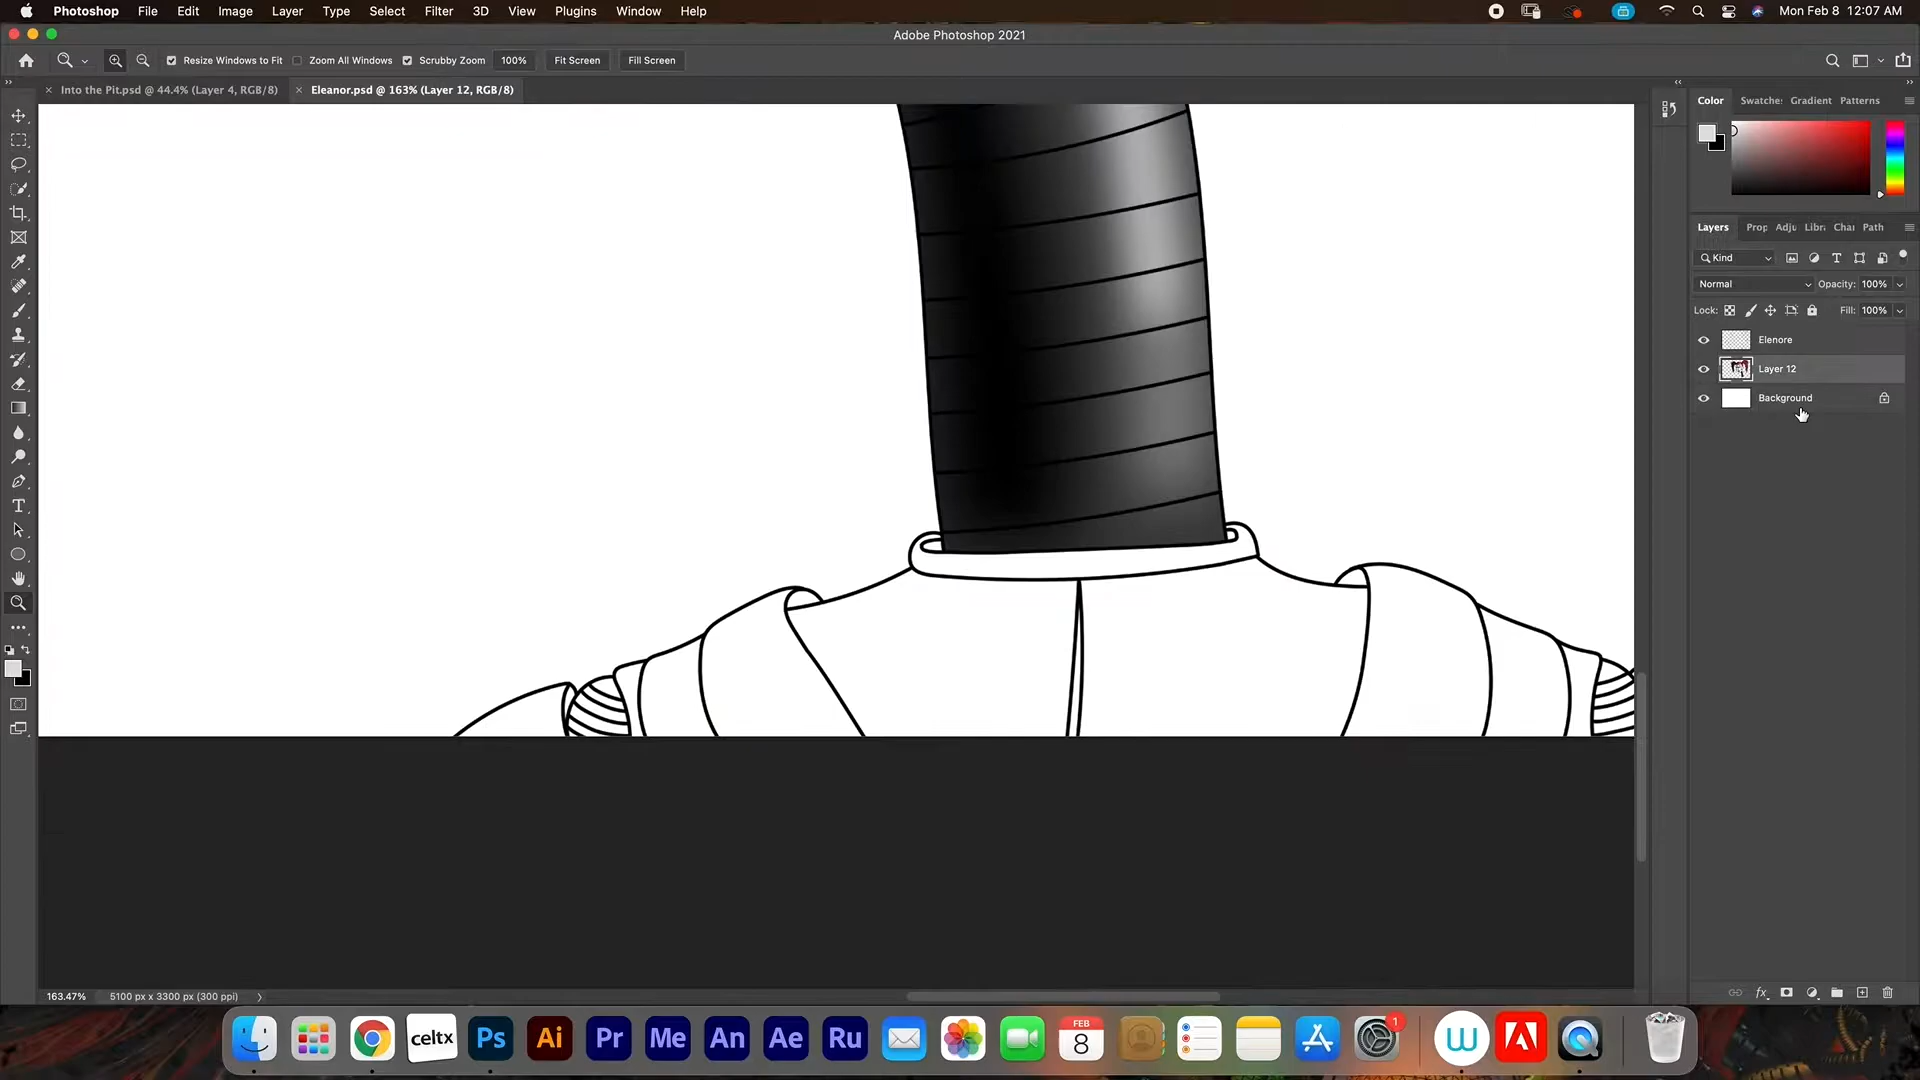 Photoshop File Edit Image Layer Type Select Filter 3D View Plugins Window Help Mon Feb 8 12:07 AM
Adobe Photoshop 2021
Resize Windows to Fit Zoom All Windows Scrubby Zoom 100% Fit Screen Fill Screen
Into the Pit.psd @ 44.4% (Layer 4, RGB/8) Eleanor.psd @ 163% (Layer 12, RGB/8)
Color Swatche: Gradient Patterns
Layers Prop Adju Libr: Char Path
Kind
Normal Opacity: 100%
Lock: Fill: 100%
Elenore
Layer 12
Background
163.47% 5100 px x 3300 px (300 ppi)
celtx Ps Ai Pr Me An Ae Ru FEB 8 1